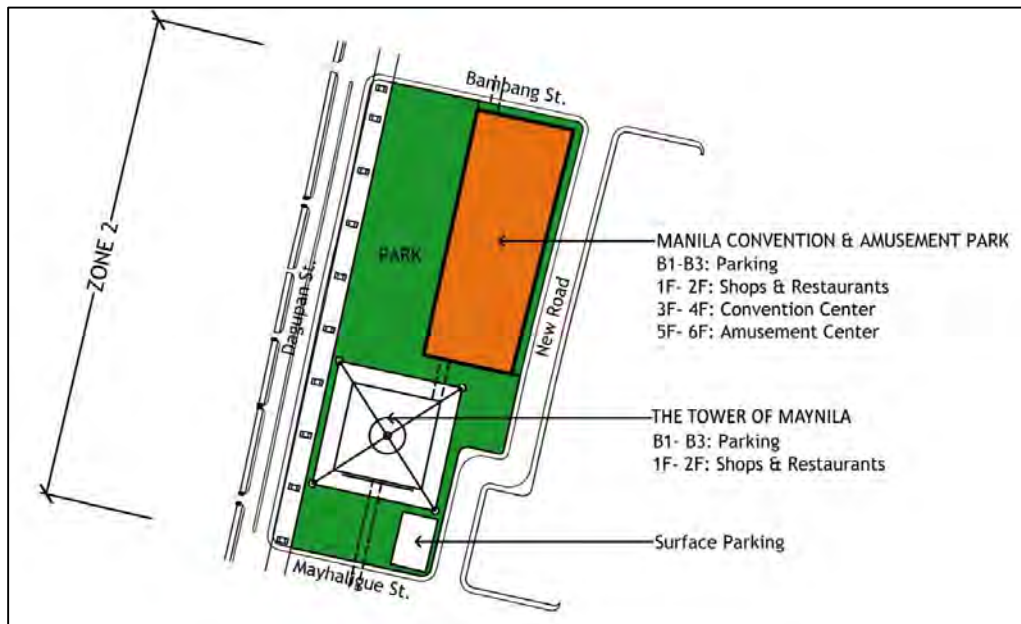 Bambang St.
ZONE 2
PARK
Dagupan St.
New Road
MANILA CONVENTION & AMUSEMENT PARK
B1-B3: Parking
1F- 2F: Shops & Restaurants
3F- 4F: Convention Center
5F- 6F: Amusement Center
THE TOWER OF MAYNILA
B1- B3: Parking
1F- 2F: Shops & Restaurants
Surface Parking
Mayhaligue St.